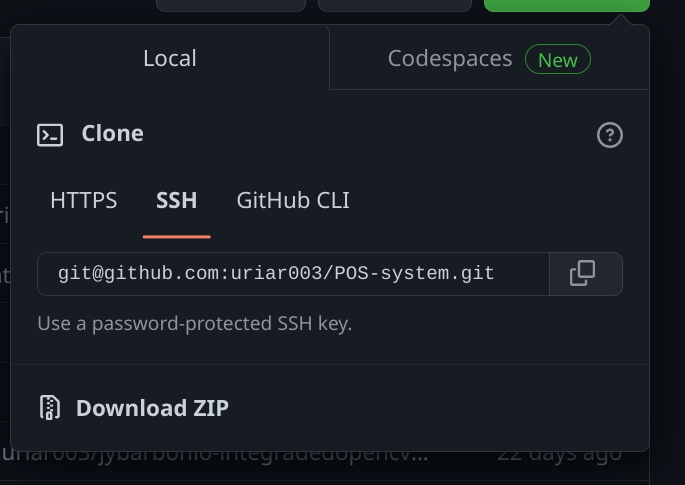 Local
Codespaces New
Clone
HTTPS SSH GitHub CLI
git@github.com:uriar003/POS-system.git
Use a password-protected SSH key.
Download ZIP
22 days ago